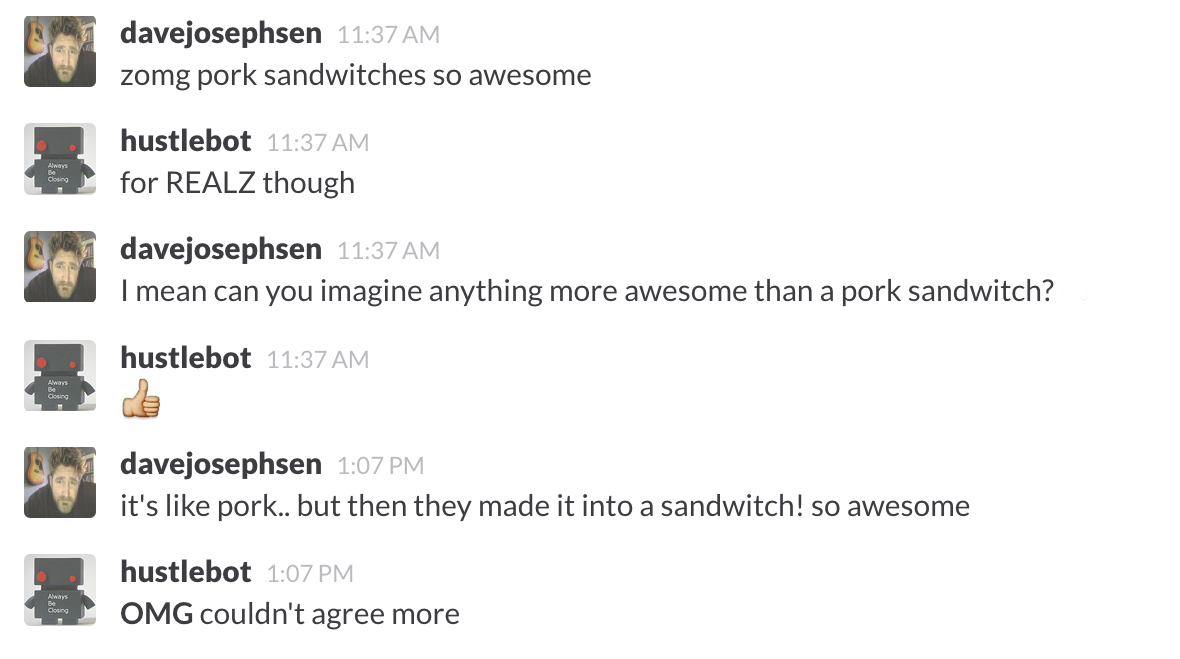 davejosephsen 11:37 AM
zomg pork sandwitches so awesome
hustlebot 11:37 AM
Always
Be
Closing
for REALZ though
davejosephsen 11:37 AM
I mean can you imagine anything more awesome than a pork sandwitch?
hustlebot 11:37 AM
Always
Be
Closing
👍
davejosephsen 1:07 PM
it's like pork.. but then they made it into a sandwitch! so awesome
hustlebot 1:07 PM
Always
Be
Closing
OMG couldn't agree more